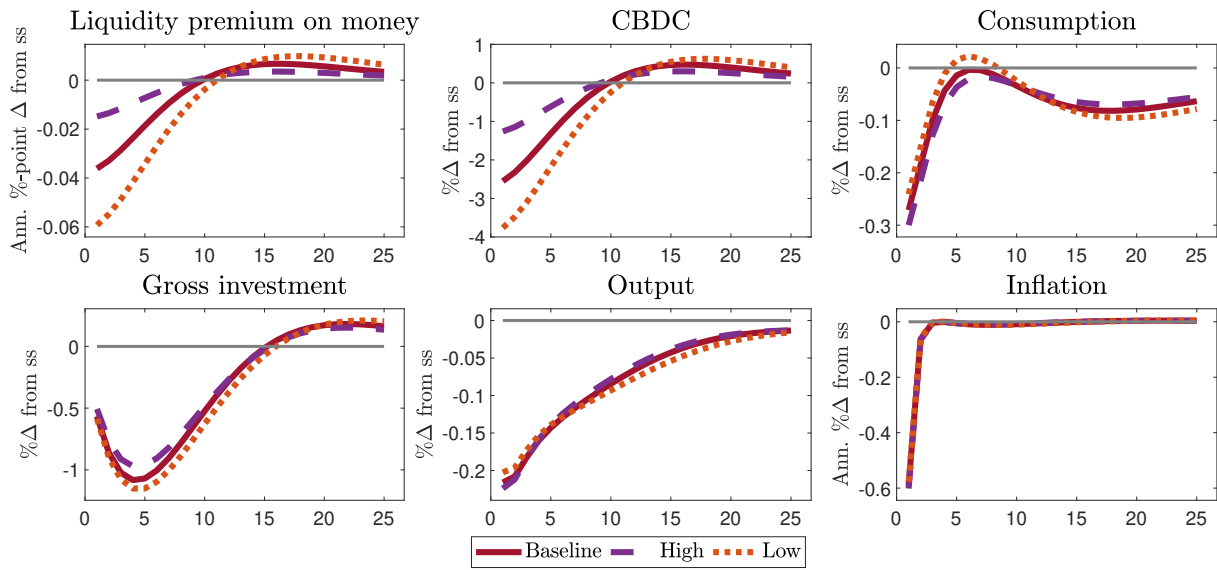 Liquidity premium on money
CBDC
Consumption
Ann. %-point Δ from ss
0
-0.02
-0.04
-0.06
0 5 10 15 20 25
%Δ from ss
1
0
-1
-2
-3
-4
0 5 10 15 20 25
%Δ from ss
0
-0.1
-0.2
-0.3
0 5 10 15 20 25
Gross investment
Output
Inflation
%Δ from ss
0
-0.5
-1
0 5 10 15 20 25
%Δ from ss
0
-0.05
-0.1
-0.15
-0.2
0 5 10 15 20 25
Ann. %Δ from ss
0
-0.2
-0.4
-0.6
0 5 10 15 20 25
Baseline High Low